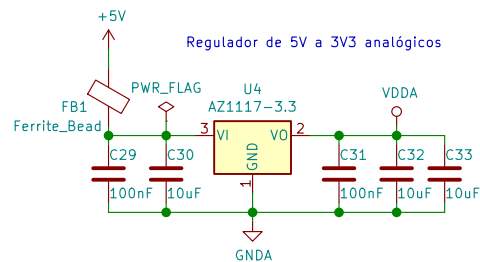 +5V
Regulador de 5V a 3V3 analógicos
PWR_FLAG
U4
AZ1117-3.3
VDDA
FB1
Ferrite_Bead
3
VI
VO
2
GND
1
C29
100nF
C30
10uF
C31
100nF
C32
10uF
C33
10uF
GNDA